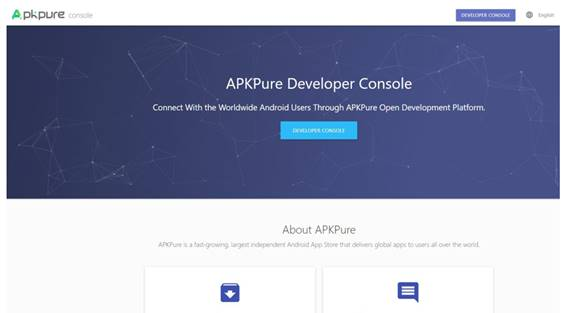 Apkpure console
DEVELOPER CONSOLE
English
APKPure Developer Console
Connect With the Worldwide Android Users Through APKPure Open Development Platform.
DEVELOPER CONSOLE
About APKPure
APKPure is a fast-growing, largest independent Android App Store that delivers global apps to users all over the world.